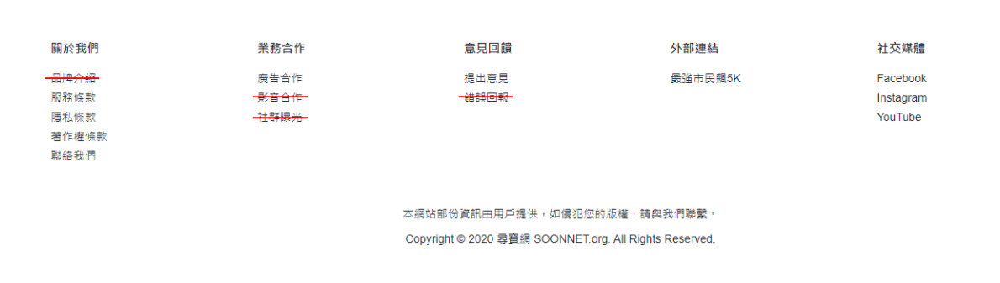 關於我們
品牌介紹
服務條款
隱私條款
著作權條款
聯絡我們
業務合作
廣告合作
影音合作
社群曝光
意見回饋
提出意見
錯誤回報
外部連結
最強市民飆5K
社交媒體
Facebook
Instagram
YouTube
本網站部份資訊由用戶提供，如侵犯您的版權，請與我們聯繫。
Copyright © 2020 尋寶網 SOONNET.org. All Rights Reserved.